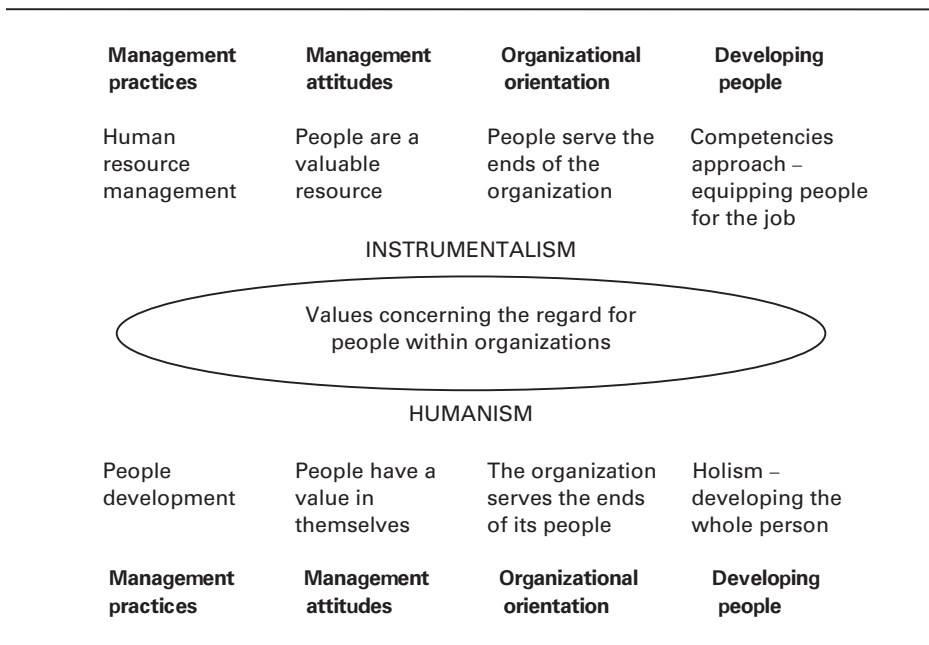 Management practices
Management attitudes
Organizational orientation
Developing people
Human resource management
People are a valuable resource
People serve the ends of the organization
Competencies approach – equipping people for the job
INSTRUMENTALISM
Values concerning the regard for
people within organizations
HUMANISM
People development
People have a value in themselves
The organization serves the ends of its people
Holism – developing the whole person
Management practices
Management attitudes
Organizational orientation
Developing people